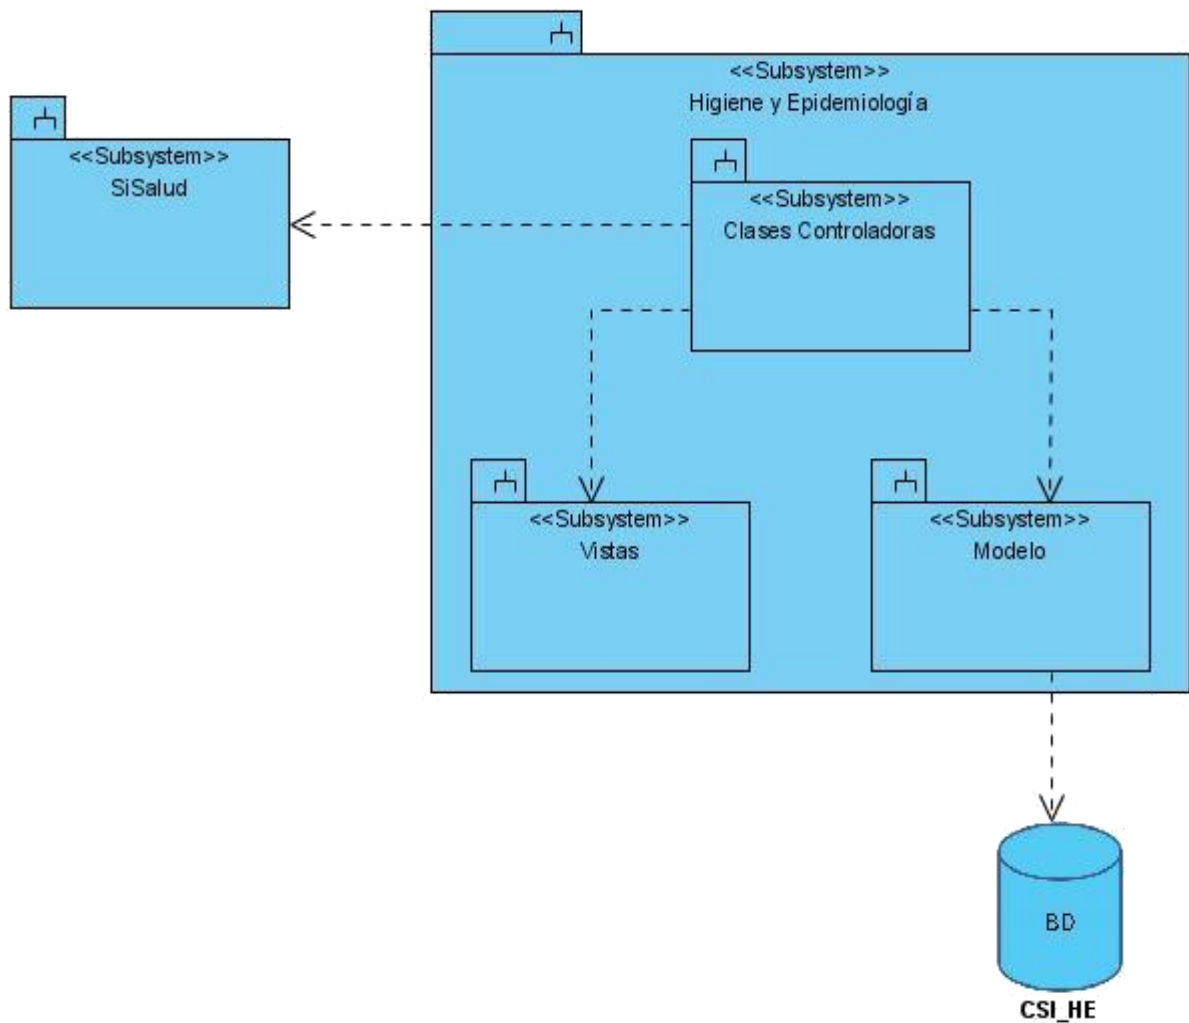 <<Subsystem>>
Higiene y Epidemiología
<<Subsystem>>
SiSalud
<<Subsystem>>
Clases Controladoras
<<Subsystem>>
Vistas
<<Subsystem>>
Modelo
BD
CSI_HE